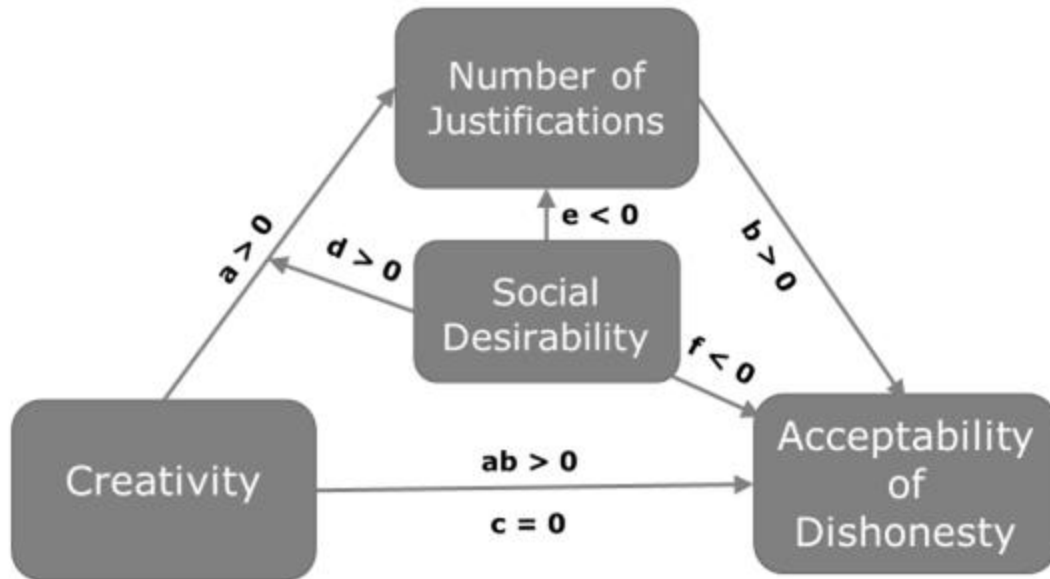 Number of
Justifications
a > 0
d > 0
e < 0
b > 0
Social
Desirability
f < 0
Creativity
ab > 0
c = 0
Acceptability
of
Dishonesty